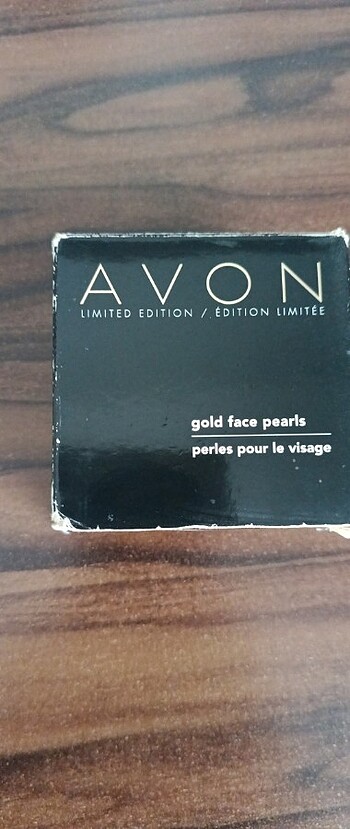 AVON
LIMITED EDITION / ÉDITION LIMITÉE
gold face pearls
perles pour le visage